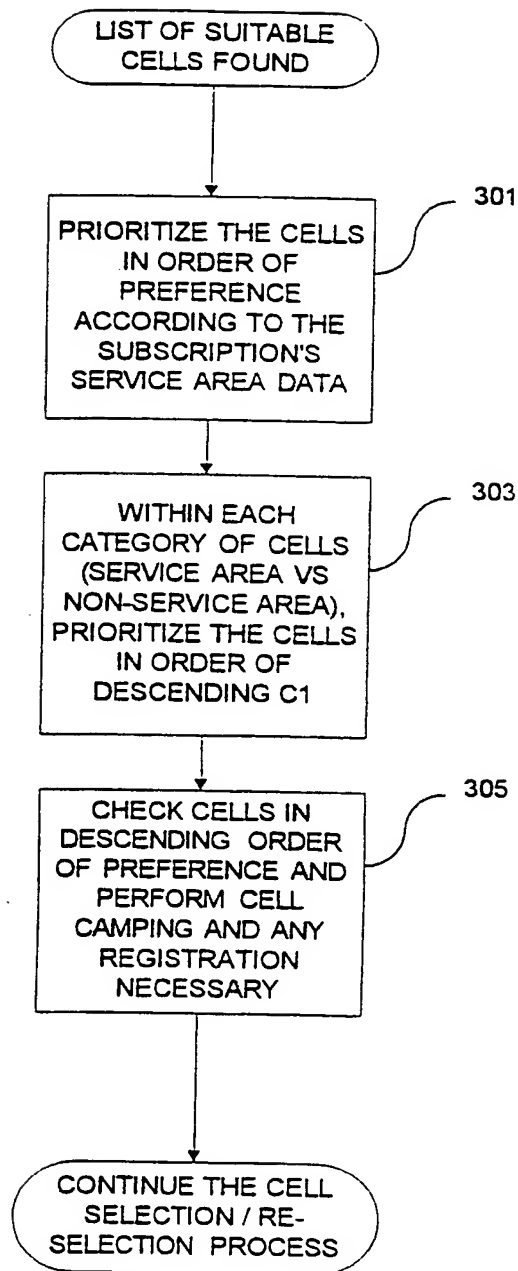 LIST OF SUITABLE
CELLS FOUND
301
PRIORITIZE THE CELLS
IN ORDER OF
PREFERENCE
ACCORDING TO THE
SUBSCRIPTION'S
SERVICE AREA DATA
303
WITHIN EACH
CATEGORY OF CELLS
(SERVICE AREA VS
NON-SERVICE AREA),
PRIORITIZE THE CELLS
IN ORDER OF
DESCENDING C1
305
CHECK CELLS IN
DESCENDING ORDER
OF PREFERENCE AND
PERFORM CELL
CAMPING AND ANY
REGISTRATION
NECESSARY
CONTINUE THE CELL
SELECTION / RE-
SELECTION PROCESS